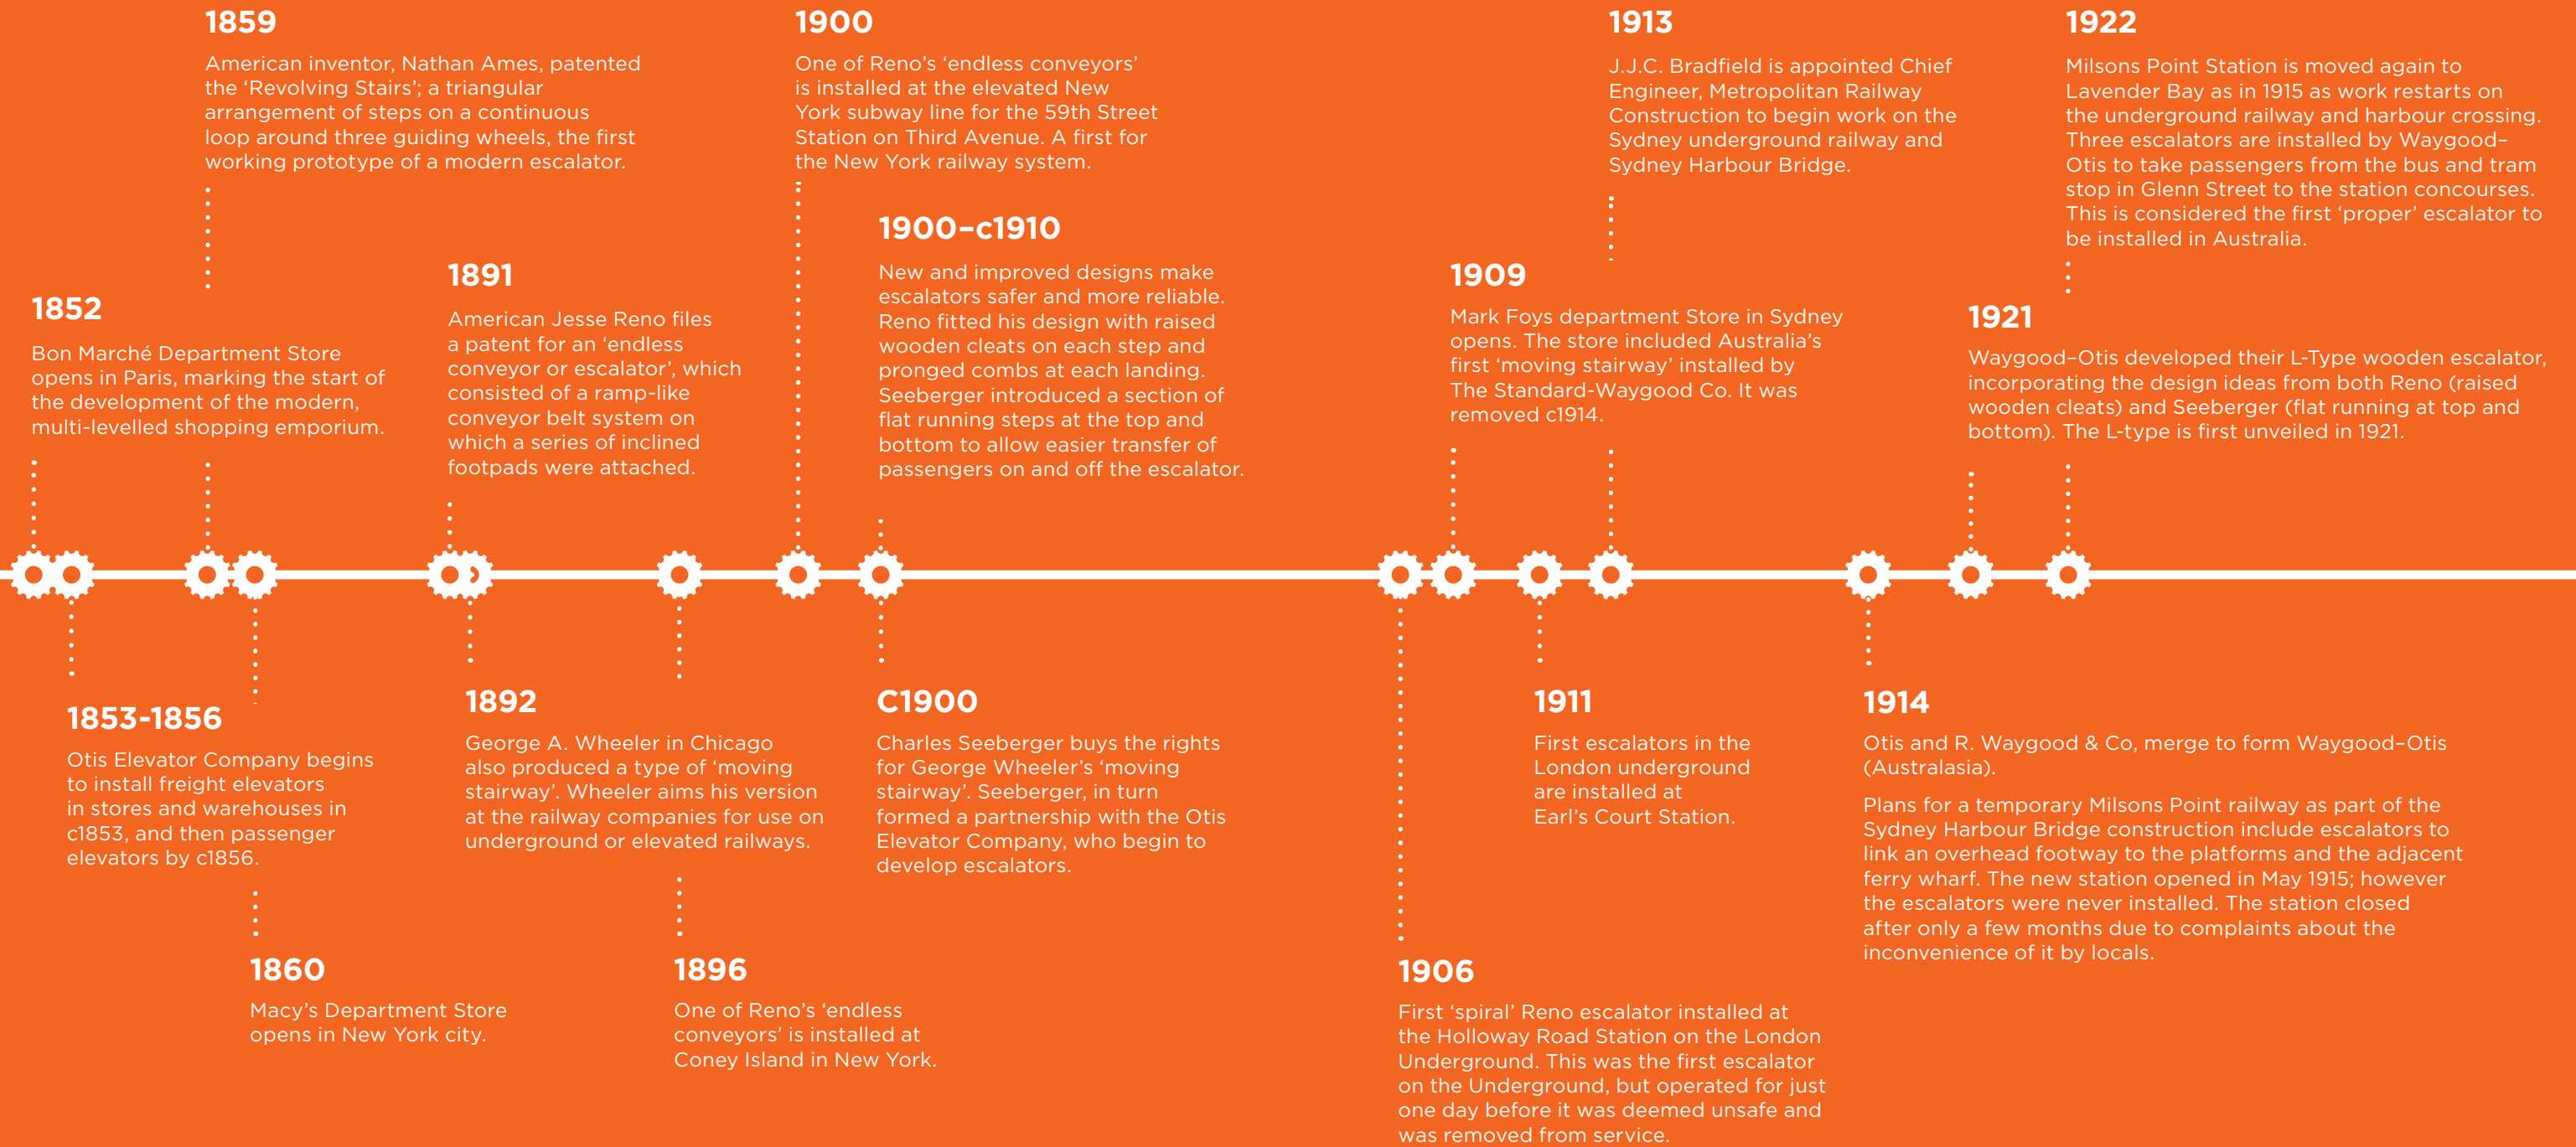 1852
Bon Marché Department Store
opens in Paris, marking the start of
the development of the modern,
multi-levelled shopping emporium.
1853-1856
Otis Elevator Company begins
to install freight elevators
in stores and warehouses in
c1853, and then passenger
elevators by c1856.
1859
American inventor, Nathan Ames, patented
the ‘Revolving Stairs’; a triangular
arrangement of steps on a continuous
loop around three guiding wheels, the first
working prototype of a modern escalator.
1860
Macy’s Department Store
opens in New York city.
1891
American Jesse Reno files
a patent for an ‘endless
conveyor or escalator’, which
consisted of a ramp-like
conveyor belt system on
which a series of inclined
footpads were attached.
1892
George A. Wheeler in Chicago
also produced a type of ‘moving
stairway’. Wheeler aims his version
at the railway companies for use on
underground or elevated railways.
1896
One of Reno’s ‘endless
conveyors’ is installed at
Coney Island in New York.
1900
One of Reno’s ‘endless conveyors’
is installed at the elevated New
York subway line for the 59th Street
Station on Third Avenue. A first for
the New York railway system.
1900–c1910
New and improved designs make
escalators safer and more reliable.
Reno fitted his design with raised
wooden cleats on each step and
pronged combs at each landing.
Seeberger introduced a section of
flat running steps at the top and
bottom to allow easier transfer of
passengers on and off the escalator.
C1900
Charles Seeberger buys the rights
for George Wheeler’s ‘moving
stairway’. Seeberger, in turn
formed a partnership with the Otis
Elevator Company, who begin to
develop escalators.
1906
First ‘spiral’ Reno escalator installed at
the Holloway Road Station on the London
Underground. This was the first escalator
on the Underground, but operated for just
one day before it was deemed unsafe and
was removed from service.
1909
Mark Foys department Store in Sydney
opens. The store included Australia’s
first ‘moving stairway’ installed by
The Standard-Waygood Co. It was
removed c1914.
1911
First escalators in the
London underground
are installed at
Earl’s Court Station.
1913
J.J.C. Bradfield is appointed Chief
Engineer, Metropolitan Railway
Construction to begin work on the
Sydney underground railway and
Sydney Harbour Bridge.
1914
Otis and R. Waygood & Co, merge to form Waygood–Otis
(Australasia).
Plans for a temporary Milsons Point railway as part of the
Sydney Harbour Bridge construction include escalators to
link an overhead footway to the platforms and the adjacent
ferry wharf. The new station opened in May 1915; however
the escalators were never installed. The station closed
after only a few months due to complaints about the
inconvenience of it by locals.
1921
Waygood–Otis developed their L-Type wooden escalator,
incorporating the design ideas from both Reno (raised
wooden cleats) and Seeberger (flat running at top and
bottom). The L-type is first unveiled in 1921.
1922
Milsons Point Station is moved again to
Lavender Bay as in 1915 as work restarts on
the underground railway and harbour crossing.
Three escalators are installed by Waygood–
Otis to take passengers from the bus and tram
stop in Glenn Street to the station concourses.
This is considered the first ‘proper’ escalator to
be installed in Australia.